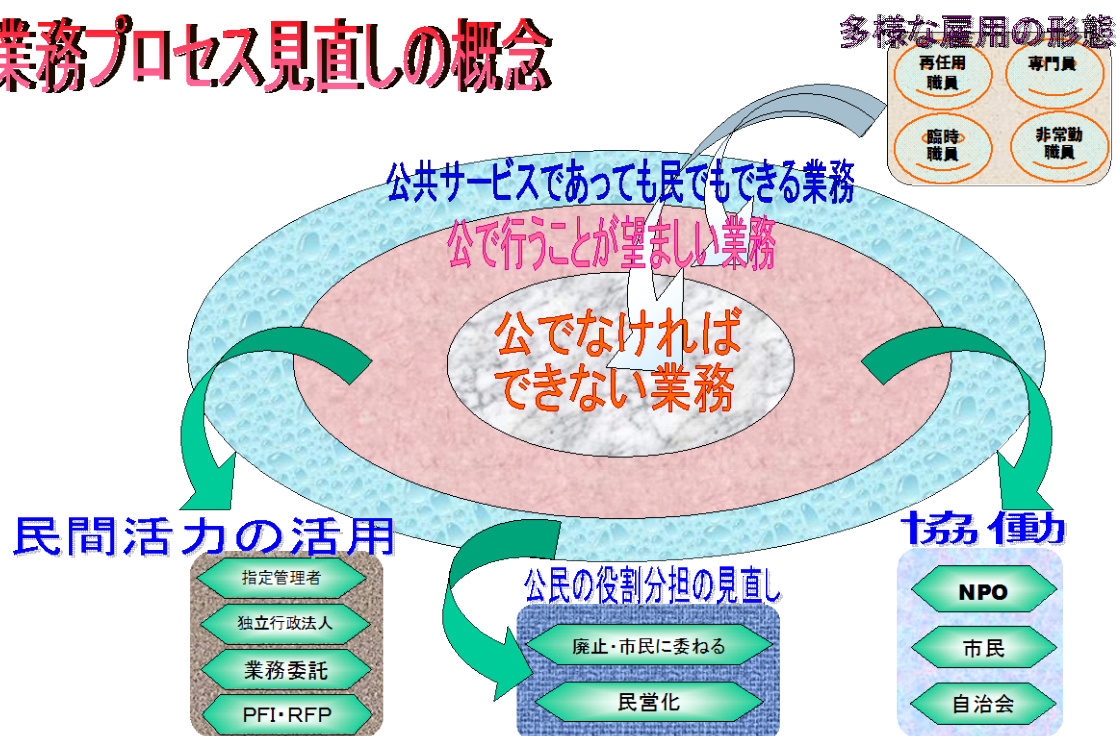 業務プロセス見直しの概念
多様な雇用の形態
再任用
職員
専門員
臨時
職員
非常勤
職員
公共サービスであっても民でもできる業務
公で行うことが望ましい業務
公でなければ
できない業務
民間活力の活用
指定管理者
独立行政法人
業務委託
PFI・RFP
公民の役割分担の見直し
廃止・市民に委ねる
民営化
協働
NPO
市民
自治会